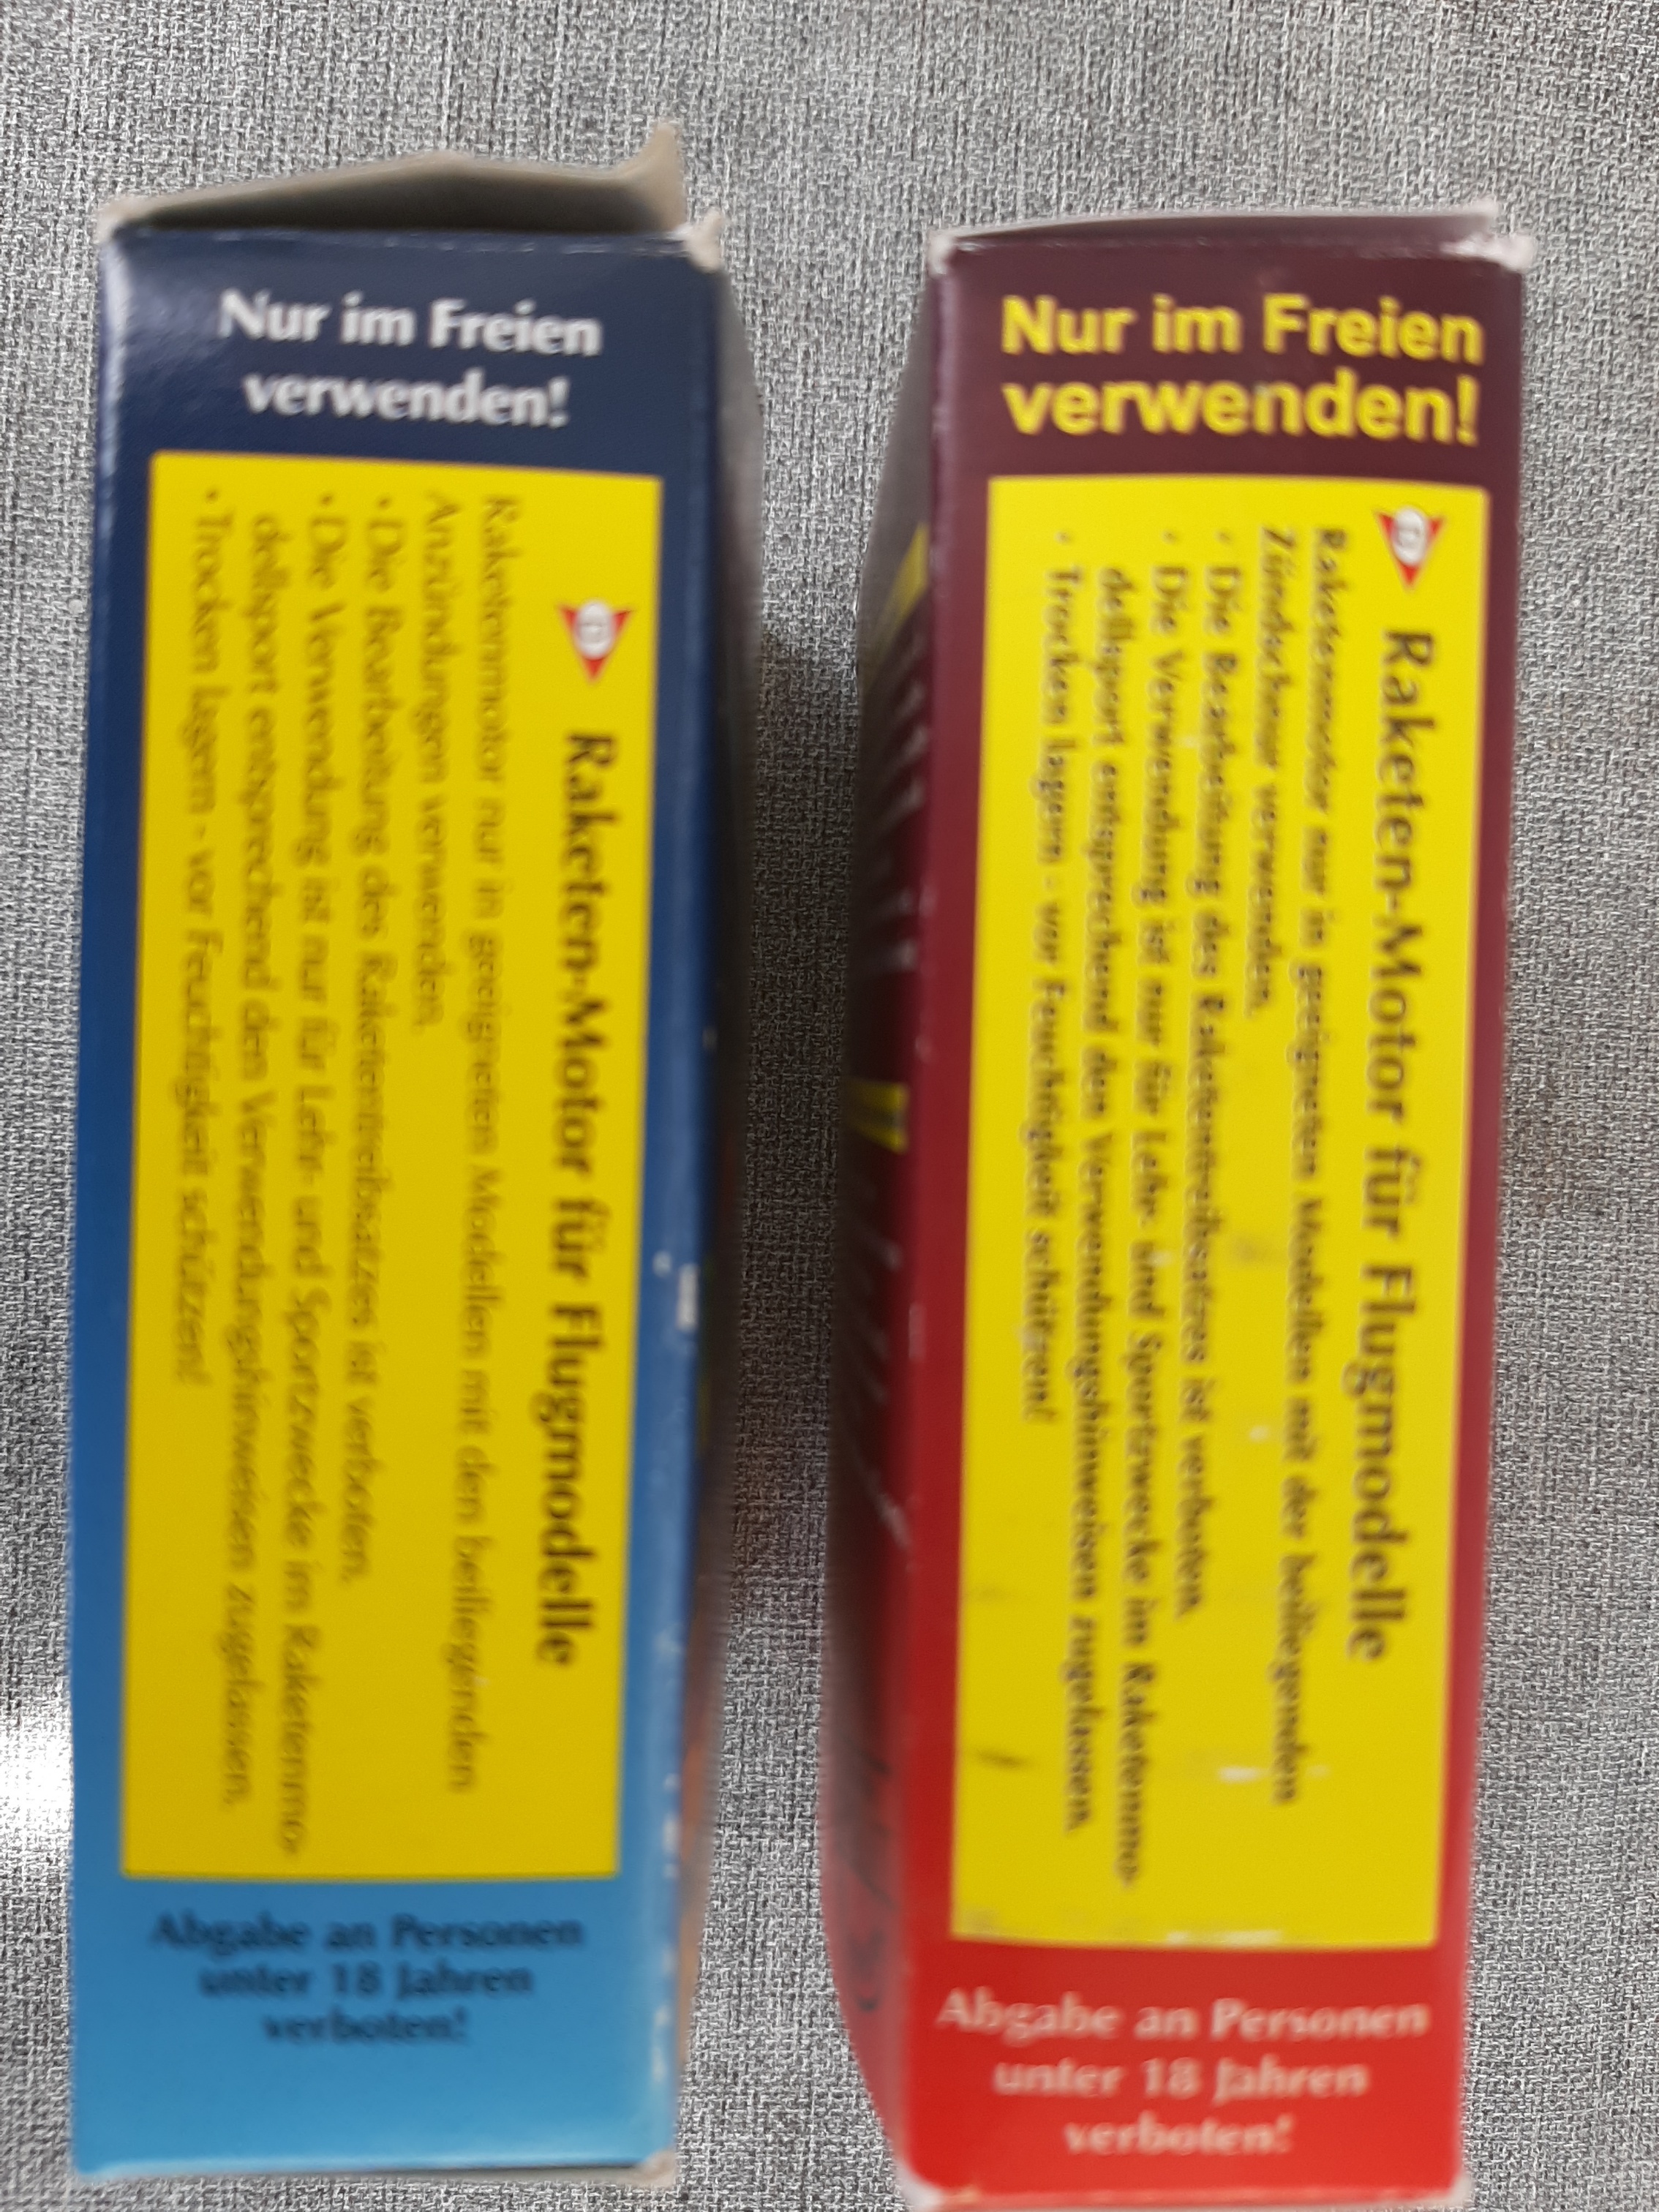 Nur im Freien
verwenden!
Raketen-Motor für Flugmodelle
Raketenmotor nur in geeigneten Modellen mit den beiliegenden
Anzündungen verwenden.
• Die Bearbeitung des Raketentreibsatzes ist verboten.
• Die Verwendung ist nur für Lehr- und Sportzwecke im Raketenmo-
dellsport entsprechend den Verwendungshinweisen zugelassen.
• Trocken lagern - vor Feuchtigkeit schützen!
Abgabe an Personen
unter 18 Jahren
verboten!
Nur im Freien
verwenden!
Raketen-Motor für Flugmodelle
Raketenmotor nur in geeigneten Modellen mit der beiliegenden
Zündschnur verwenden.
• Die Bearbeitung des Raketentreibsatzes ist verboten.
• Die Verwendung ist nur für Lehr- und Sportzwecke im Raketenmo-
dellsport entsprechend den Verwendungshinweisen zugelassen.
• Trocken lagern - vor Feuchtigkeit schützen!
Abgabe an Personen
unter 18 Jahren
verboten!